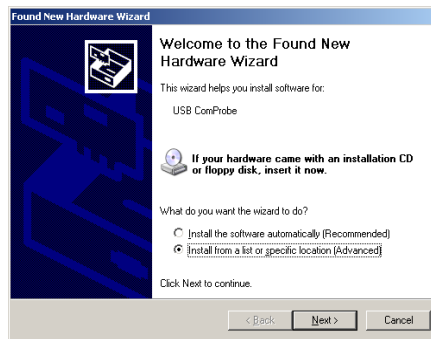 Found New Hardware Wizard
Welcome to the Found New
Hardware Wizard
This wizard helps you install software for:
USB ComProbe
If your hardware came with an installation CD
or floppy disk, insert it now.
What do you want the wizard to do?
Install the software automatically (Recommended)
Install from a list or specific location (Advanced)
Click Next to continue.
< Back Next > Cancel